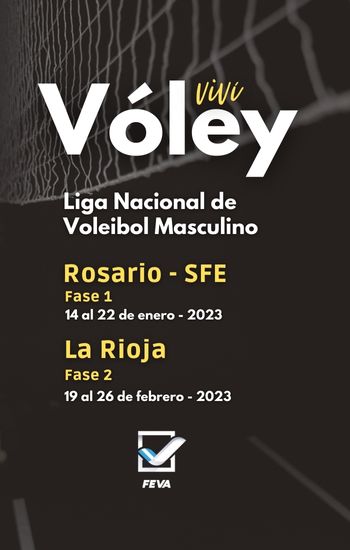 viví
Vóley
Liga Nacional de
Voleibol Masculino
Rosario - SFE
Fase 1
14 al 22 de enero - 2023
La Rioja
Fase 2
19 al 26 de febrero - 2023
FEVA